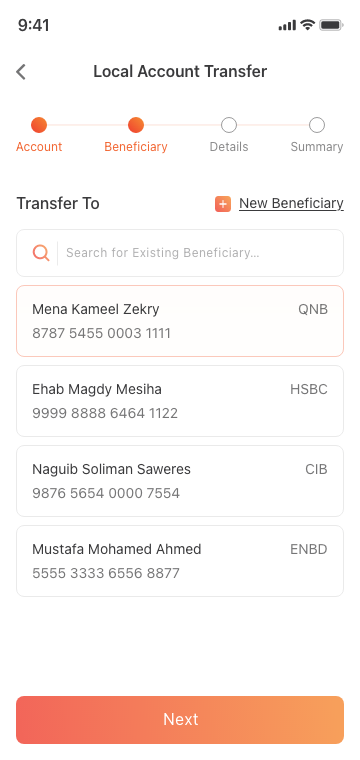 9:41
Local Account Transfer
Account Beneficiary Details Summary
Transfer To New Beneficiary
Search for Existing Beneficiary...
Mena Kameel Zekry QNB
8787 5455 0003 1111
Ehab Magdy Mesiha HSBC
9999 8888 6464 1122
Naguib Soliman Saweres CIB
9876 5654 0000 7554
Mustafa Mohamed Ahmed ENBD
5555 3333 6556 8877
Next